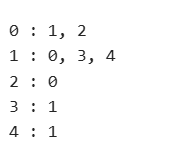 0 : 1, 2
1 : 0, 3, 4
2 : 0
3 : 1
4 : 1